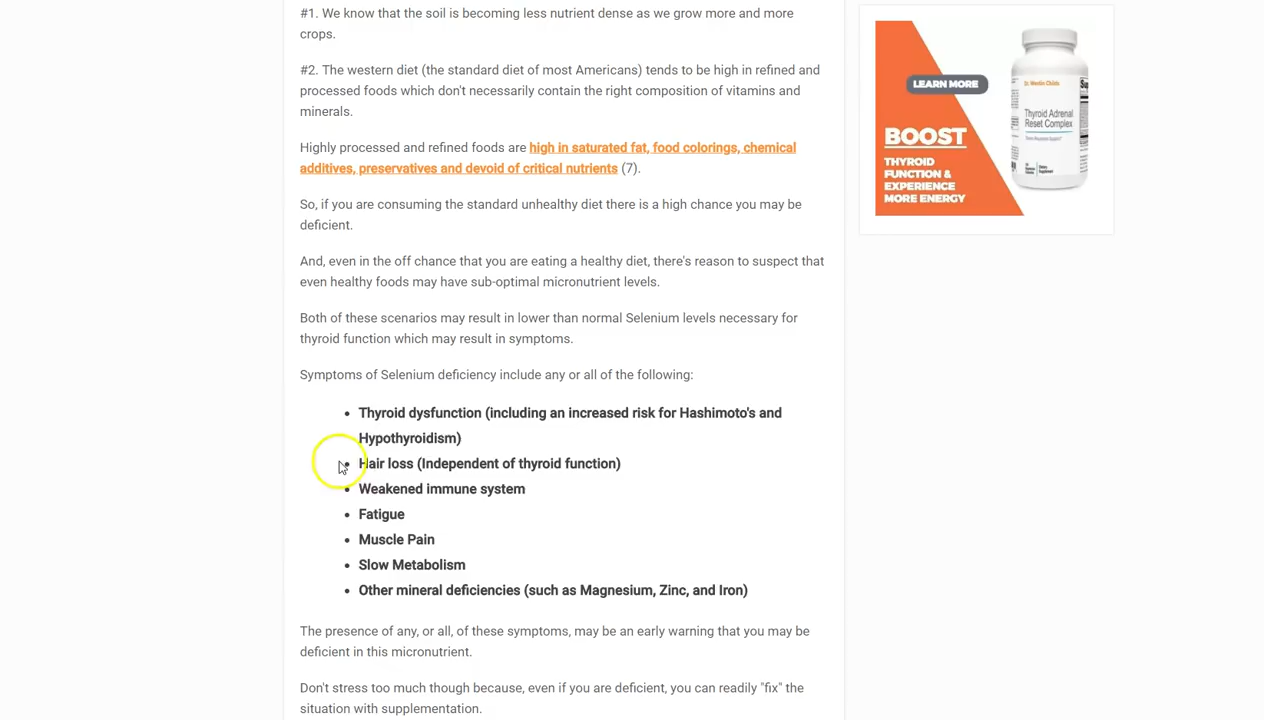 #1. We know that the soil is becoming less nutrient dense as we grow more and more
crops.
#2. The western diet (the standard diet of most Americans) tends to be high in refined and
processed foods which don't necessarily contain the right composition of vitamins and
minerals.
Highly processed and refined foods are high in saturated fat, food colorings, chemical
additives, preservatives and devoid of critical nutrients (7).
So, if you are consuming the standard unhealthy diet there is a high chance you may be
deficient.
And, even in the off chance that you are eating a healthy diet, there's reason to suspect that
even healthy foods may have sub-optimal micronutrient levels.
Both of these scenarios may result in lower than normal Selenium levels necessary for
thyroid function which may result in symptoms.
Symptoms of Selenium deficiency include any or all of the following:
• Thyroid dysfunction (including an increased risk for Hashimoto's and
Hypothyroidism)
• Hair loss (Independent of thyroid function)
• Weakened immune system
• Fatigue
• Muscle Pain
• Slow Metabolism
• Other mineral deficiencies (such as Magnesium, Zinc, and Iron)
The presence of any, or all, of these symptoms, may be an early warning that you may be
deficient in this micronutrient.
Don't stress too much though because, even if you are deficient, you can readily "fix" the
situation with supplementation.
LEARN MORE
BOOST
THYROID
FUNCTION &
EXPERIENCE
MORE ENERGY
Thyroid Adrenal
Reset Complex